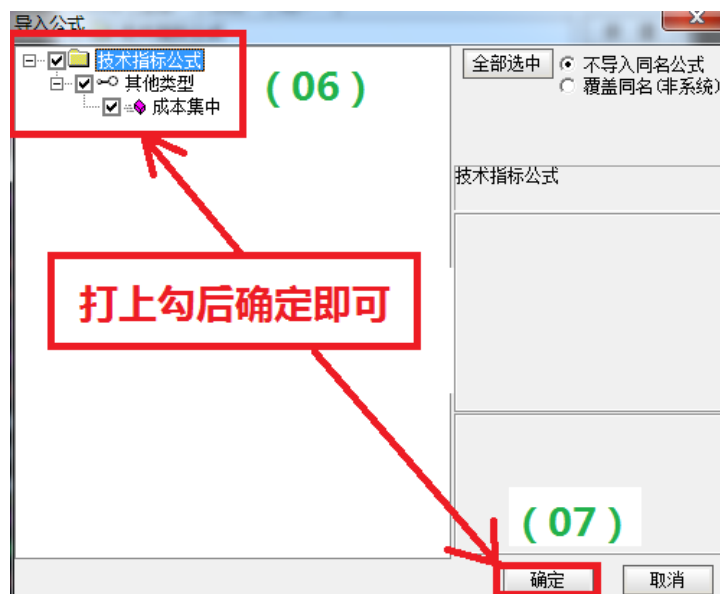 导入公式
技术指标公式
其他类型
成本集中
(06)
全部选中
不导入同名公式
覆盖同名(非系统)
技术指标公式
打上勾后确定即可
(07)
确定
取消